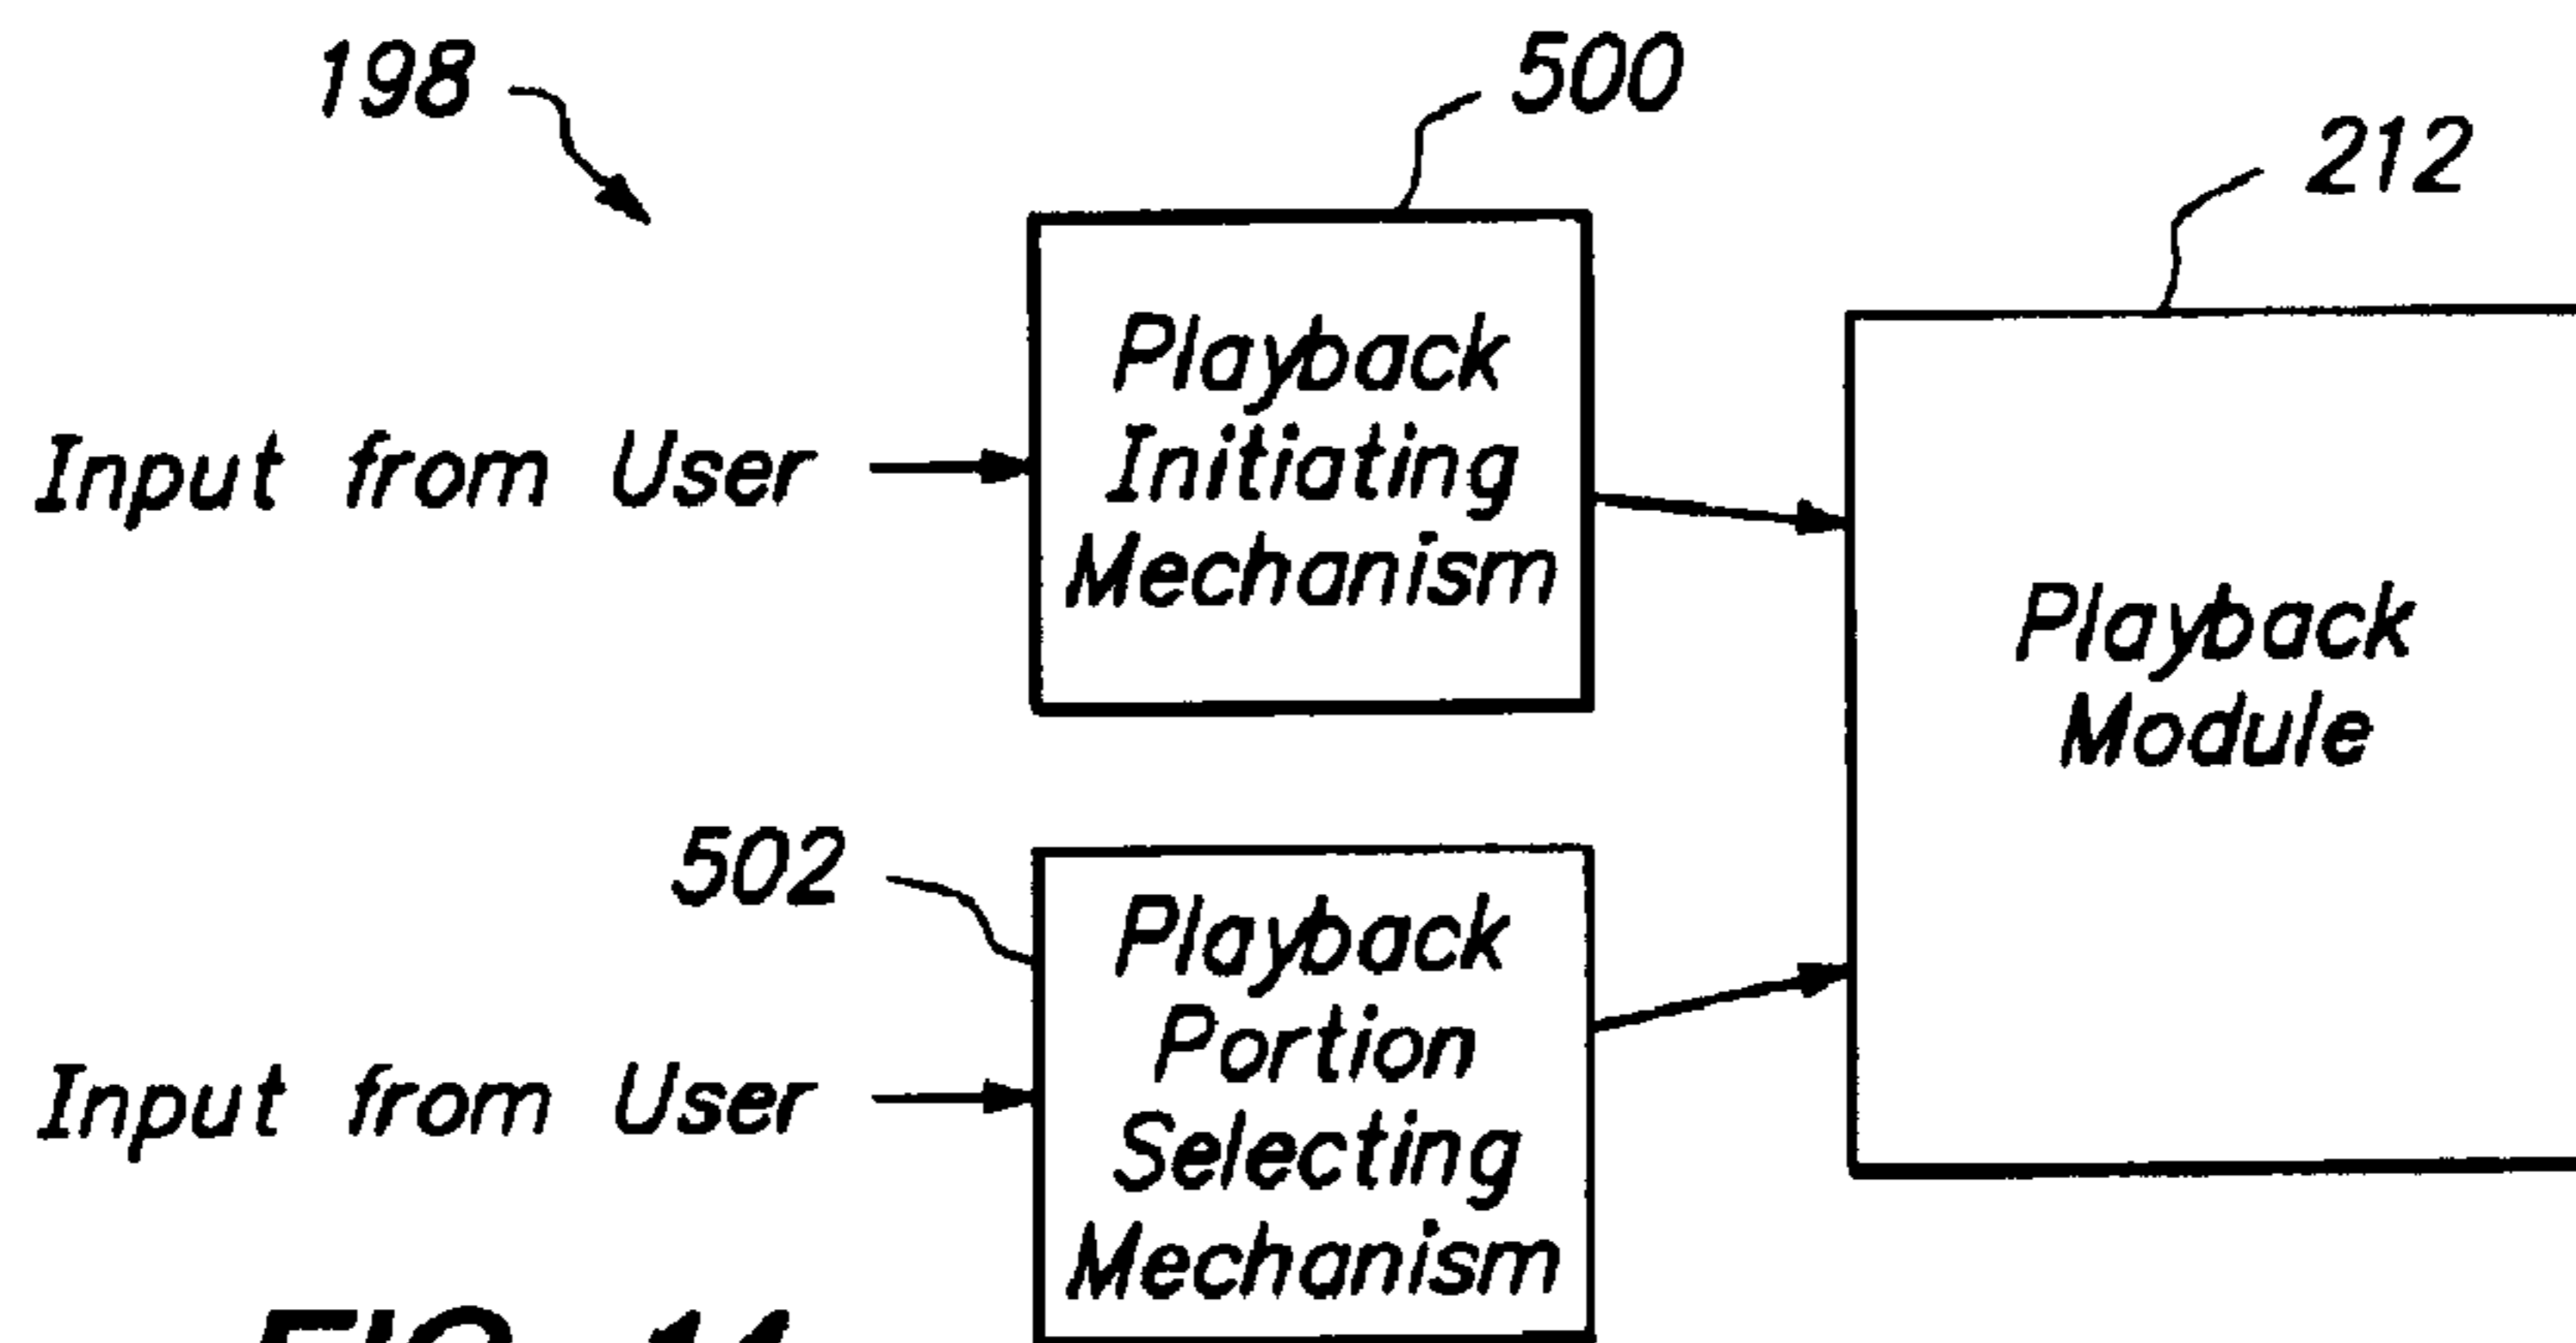 198
500
212
Playback
Initiating
Mechanism
Input from User
Playback
Module
502
Playback
Portion
Selecting
Mechanism
Input from User